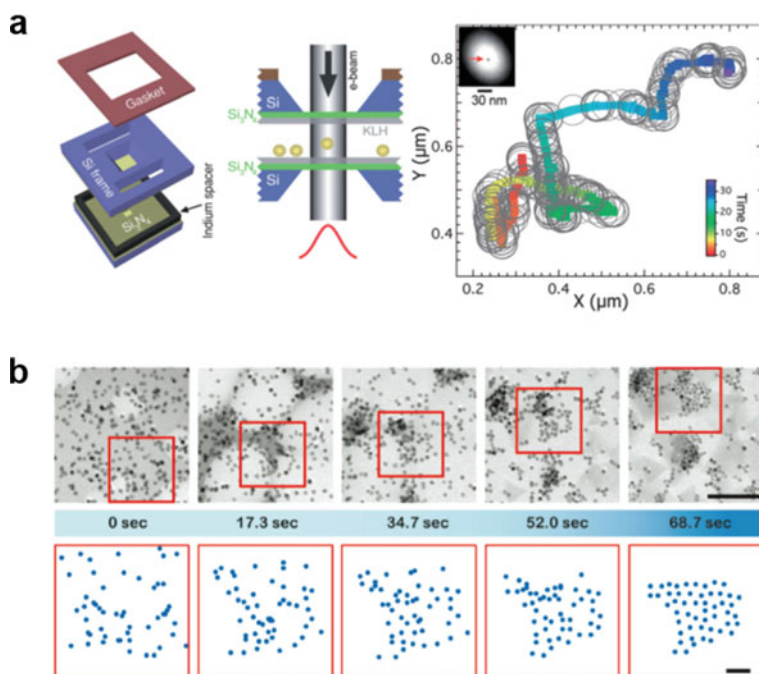 a
Gasket
Si frame
Si₃N₄
Indium spacer
e-beam
Si
Si₃N₄
KLH
Si₃N₄
Si
30 nm
Y (μm)
0.8
0.6
0.4
0.2
0.4
0.6
0.8
X (μm)
30
20
10
0
Time (s)
b
0 sec 17.3 sec 34.7 sec 52.0 sec 68.7 sec